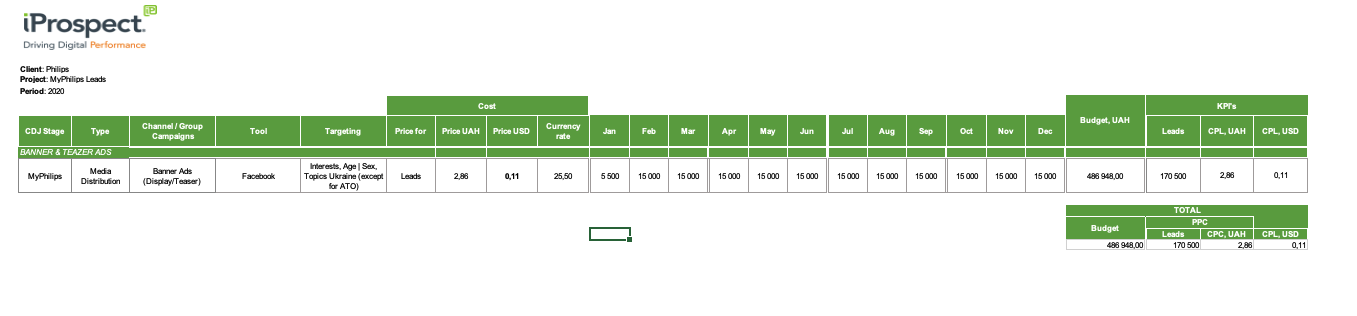 iProspect.
iP
Driving Digital Performance
Client: Philips
Project: MyPhilips Leads
Period: 2020
Cost
Budget, UAH
KPI's
CDJ Stage
Type
Channel / Group
Campaigns
Tool
Targeting
Price for
Price UAH
Price USD
Currency
rate
Jan
Feb
Mar
Apr
May
Jun
Jul
Aug
Sep
Oct
Nov
Dec
Leads
CPL, UAH
CPL, USD
BANNER & TEAZER ADS
MyPhilips
Media
Distribution
Banner Ads
(Display/Teaser)
Facebook
Interests, Age | Sex,
Topics Ukraine (except
for ATO)
Leads
2,86
0,11
25,50
5 500
15 000
15 000
15 000
15 000
15 000
15 000
15 000
15 000
15 000
15 000
15 000
486 948,00
170 500
2,86
0,11
TOTAL
Budget
PPC
Leads
CPC, UAH
CPL, USD
486 948,00
170 500
2,86
0,11